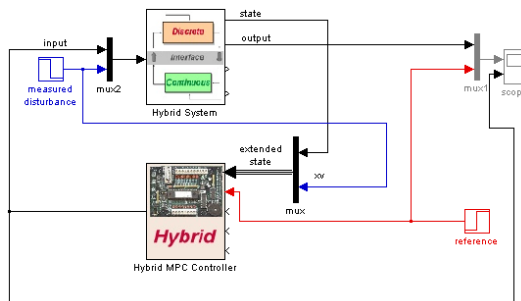 state
input
output
Discrete
Interface
Continuous
measured
disturbance
mux2
Hybrid System
mux1
scop
extended
state
xv
mux
Hybrid
reference
Hybrid MPC Controller